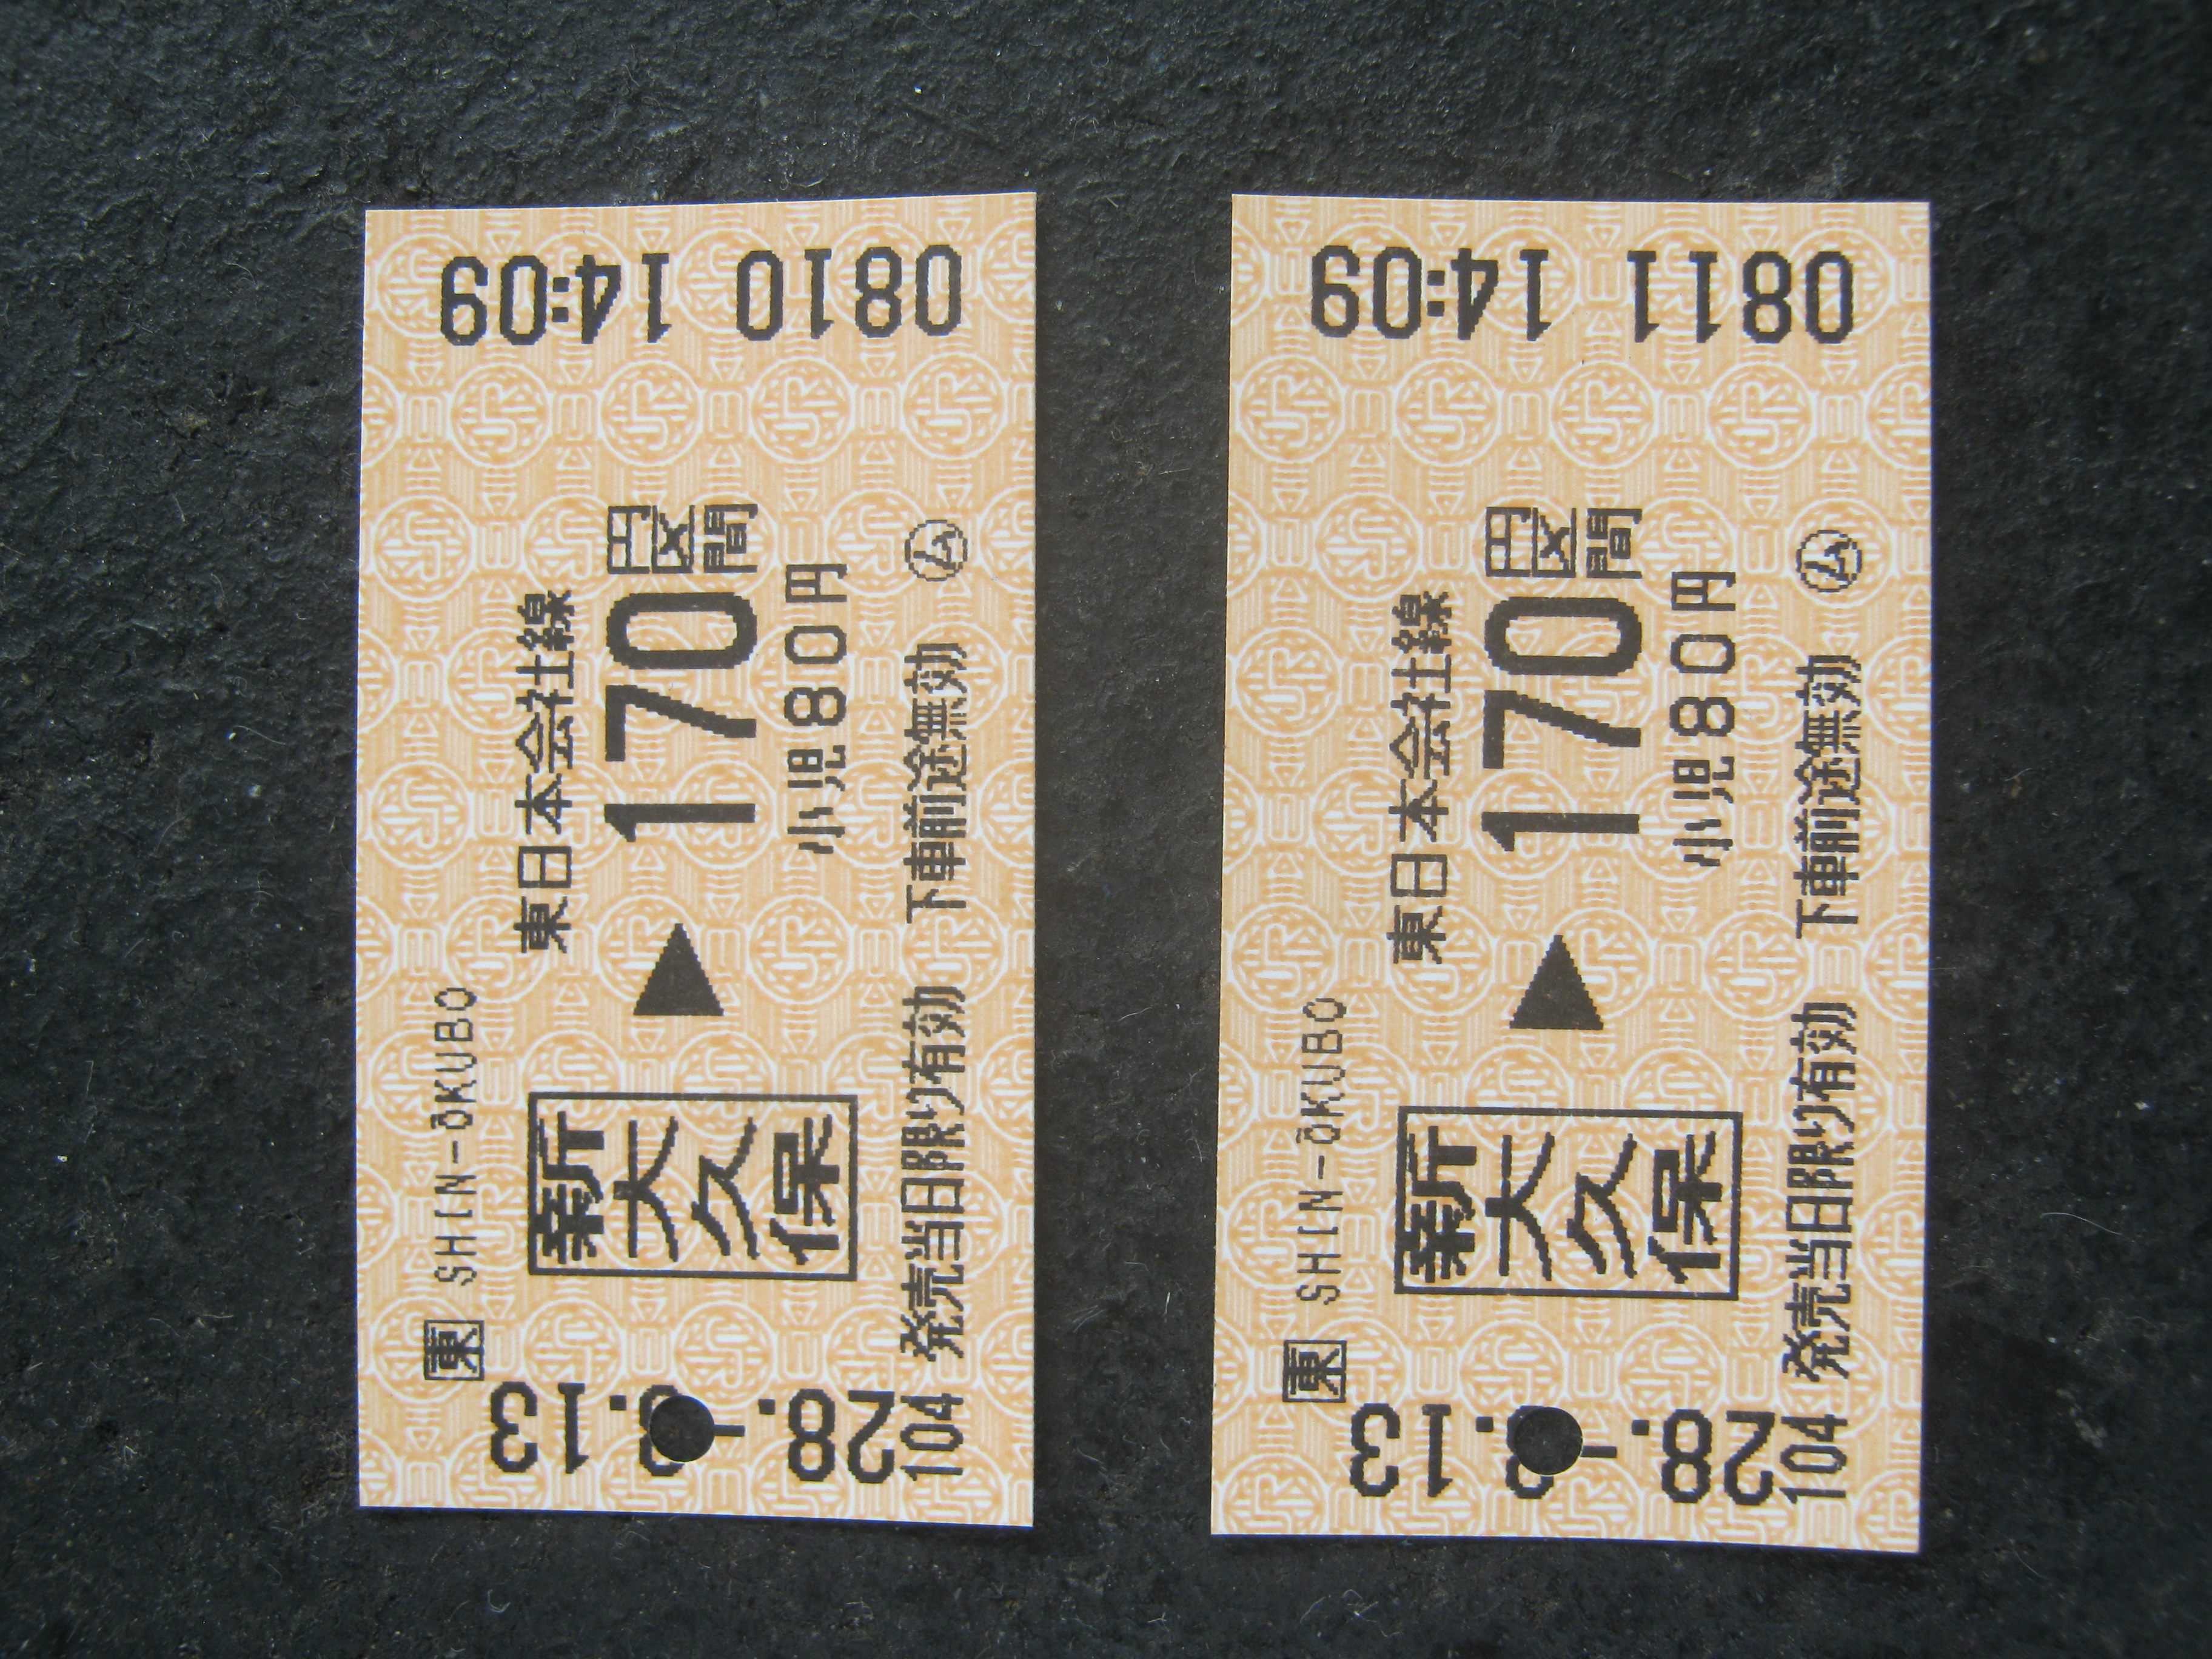 0810 14:09
東 SHIN-ŌKUBO
東日本会社線
新大久保 ▶ 170円区間
小児80円
発売当日限り有効 下車前途無効 ㋰
28.- .13
104
0811 14:09
東 SHIN-ŌKUBO
東日本会社線
新大久保 ▶ 170円区間
小児80円
発売当日限り有効 下車前途無効 ㋰
28.- .13
104